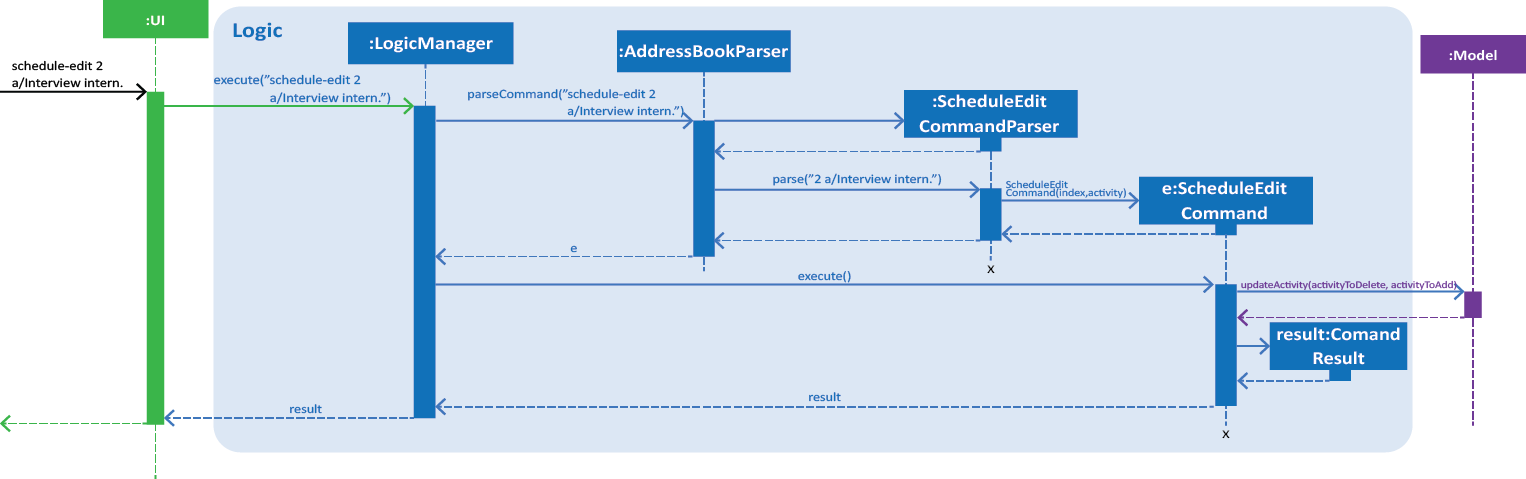 :UI
Logic
:LogicManager
:AddressBookParser
:Model
schedule-edit 2
a/Interview intern.
execute(”schedule-edit 2
a/Interview intern.”)
parseCommand(”schedule-edit 2
a/Interview intern.”)
:ScheduleEdit
CommandParser
parse(”2 a/Interview intern.”)
ScheduleEdit
Command(index,activity)
e:ScheduleEdit
Command
e
x
execute()
updateActivity(activityToDelete, activityToAdd)
result:Comand
Result
result
result
x